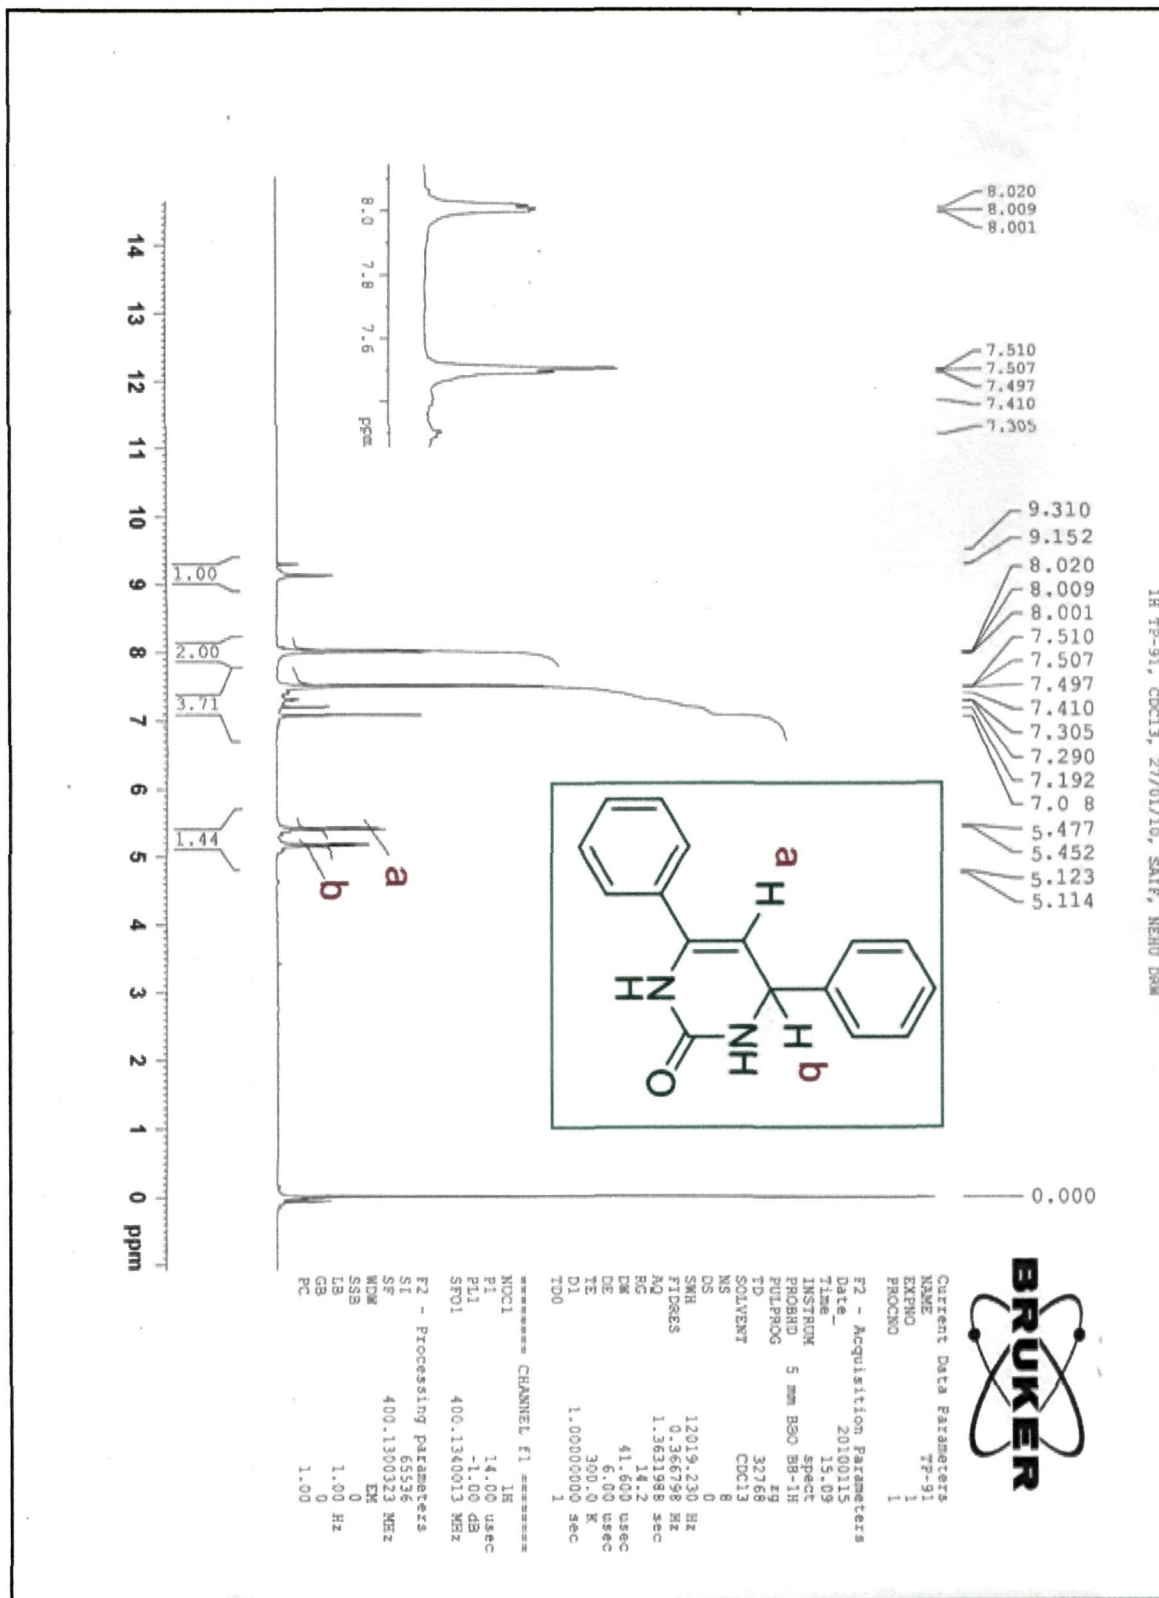 1H TP-91, CDCl3, 27/01/10, SAIF, NEHU DRW
9.310
9.152
8.020
8.009
8.001
7.510
7.507
7.497
7.410
7.305
7.290
7.192
7.0 8
5.477
5.452
5.123
5.114
0.000
8.020
8.009
8.001
7.510
7.507
7.497
7.410
7.305
8.0 7.8 7.6 ppm
a
H
H
b
N
H
NH
O
a
b
1.00
2.00
3.71
1.44
14 13 12 11 10 9 8 7 6 5 4 3 2 1 0 ppm
BRUKER
Current Data Parameters
NAME TP-91
EXPNO 1
PROCNO 1
F2 - Acquisition Parameters
Date_ 20100115
Time_ 15.09
INSTRUM spect
PROBHD 5 mm BBO BB-1H
PULPROG zg
TD 32768
SOLVENT CDCl3
NS 8
DS 0
SWH 12019.230 Hz
FIDRES 0.366798 Hz
AQ 1.3631988 sec
RG 14.2
DW 41.600 usec
DE 6.00 usec
TE 300.0 K
D1 1.00000000 sec
TD0 1
======== CHANNEL f1 ========
NUC1 1H
P1 14.00 usec
PL1 -1.00 dB
SFO1 400.1340013 MHz
F2 - Processing parameters
SI 65536
SF 400.1300323 MHz
WDW EM
SSB 0
LB 1.00 Hz
GB 0
PC 1.00